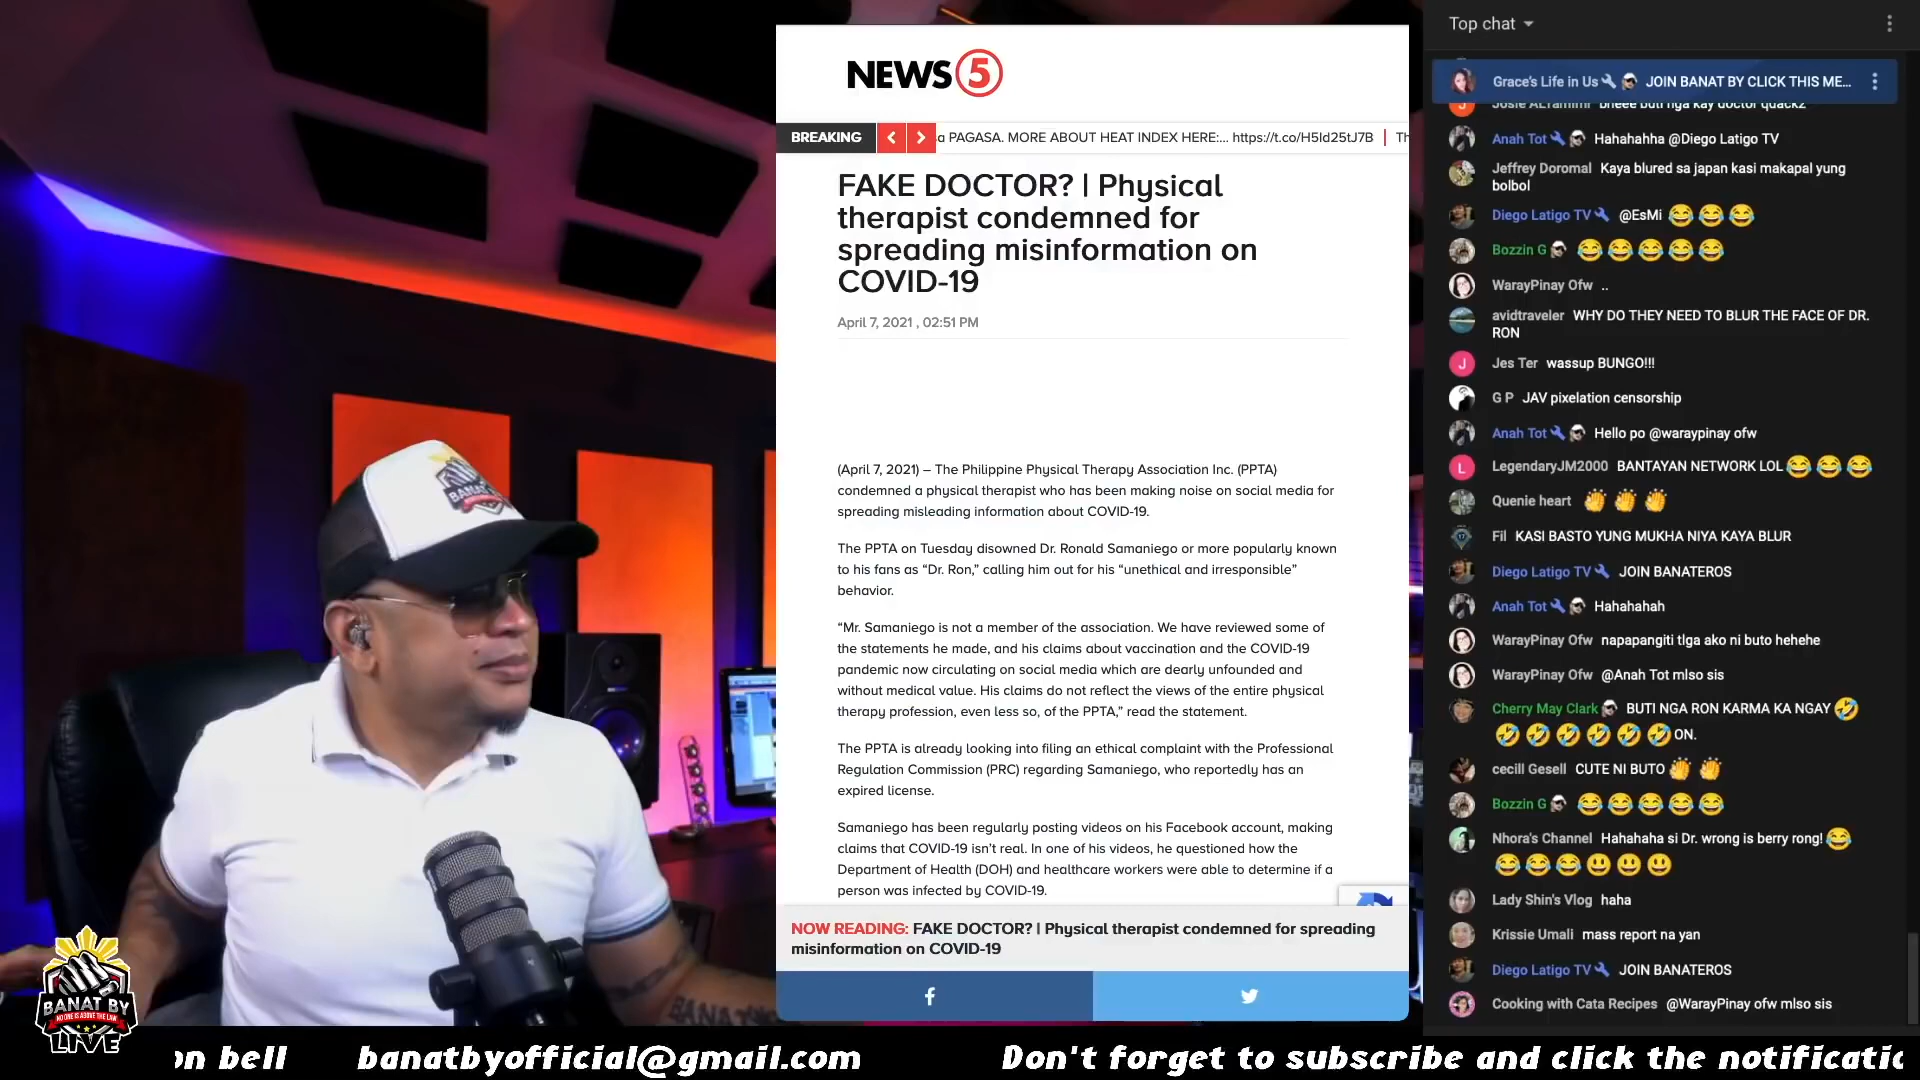 NEWS 5
BREAKING
a PAGASA. MORE ABOUT HEAT INDEX HERE:... https://t.co/H5Id25tJ7B
Th
FAKE DOCTOR? | Physical
therapist condemned for
spreading misinformation on
COVID-19
April 7, 2021 , 02:51 PM
(April 7, 2021) – The Philippine Physical Therapy Association Inc. (PPTA)
condemned a physical therapist who has been making noise on social media for
spreading misleading information about COVID-19.
The PPTA on Tuesday disowned Dr. Ronald Samaniego or more popularly known
to his fans as “Dr. Ron,” calling him out for his “unethical and irresponsible”
behavior.
“Mr. Samaniego is not a member of the association. We have reviewed some of
the statements he made, and his claims about vaccination and the COVID-19
pandemic now circulating on social media which are dearly unfounded and
without medical value. His claims do not reflect the views of the entire physical
therapy profession, even less so, of the PPTA,” read the statement.
The PPTA is already looking into filing an ethical complaint with the Professional
Regulation Commission (PRC) regarding Samaniego, who reportedly has an
expired license.
Samaniego has been regularly posting videos on his Facebook account, making
claims that COVID-19 isn’t real. In one of his videos, he questioned how the
Department of Health (DOH) and healthcare workers were able to determine if a
person was infected by COVID-19.
NOW READING: FAKE DOCTOR? | Physical therapist condemned for spreading
misinformation on COVID-19
Top chat
Grace's Life in Us JOIN BANAT BY CLICK THIS ME...
Josie ALTamimi bheee buti nga kay doctor quack2
Anah Tot Hahahahha @Diego Latigo TV
Jeffrey Doromal Kaya blured sa japan kasi makapal yung
bolbol
Diego Latigo TV @EsMi 😂😂😂
Bozzin G 😂😂😂😂😂
WarayPinay Ofw ..
avidtraveler WHY DO THEY NEED TO BLUR THE FACE OF DR.
RON
J Jes Ter wassup BUNGO!!!
G P JAV pixelation censorship
Anah Tot Hello po @waraypinay ofw
L LegendaryJM2000 BANTAYAN NETWORK LOL 😂😂😂
Quenie heart 👏👏👏
Fil KASI BASTO YUNG MUKHA NIYA KAYA BLUR
Diego Latigo TV JOIN BANATEROS
Anah Tot Hahahahah
WarayPinay Ofw napapangiti tlga ako ni buto hehehe
WarayPinay Ofw @Anah Tot mlso sis
Cherry May Clark BUTI NGA RON KARMA KA NGAY 🤣
🤣🤣🤣🤣🤣🤣 ON.
cecill Gesell CUTE NI BUTO 👏👏
Bozzin G 😂😂😂😂😂
Nhora's Channel Hahahaha si Dr. wrong is berry rong! 😂
😂😂😂😃😃😃
Lady Shin's Vlog haha
Krissie Umali mass report na yan
Diego Latigo TV JOIN BANATEROS
Cooking with Cata Recipes @WarayPinay ofw mlso sis
BANAT BY
NO ONE IS ABOVE THE LAW
LIVE
on bell banatbyofficial@gmail.com Don't forget to subscribe and click the notificatic